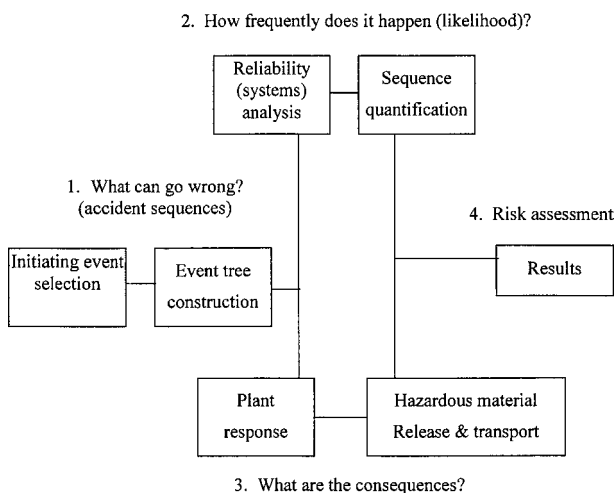 2. How frequently does it happen (likelihood)?
Reliability
(systems)
analysis
Sequence
quantification
1. What can go wrong?
(accident sequences)
4. Risk assessment
Initiating event
selection
Event tree
construction
Results
Plant
response
Hazardous material
Release & transport
3. What are the consequences?